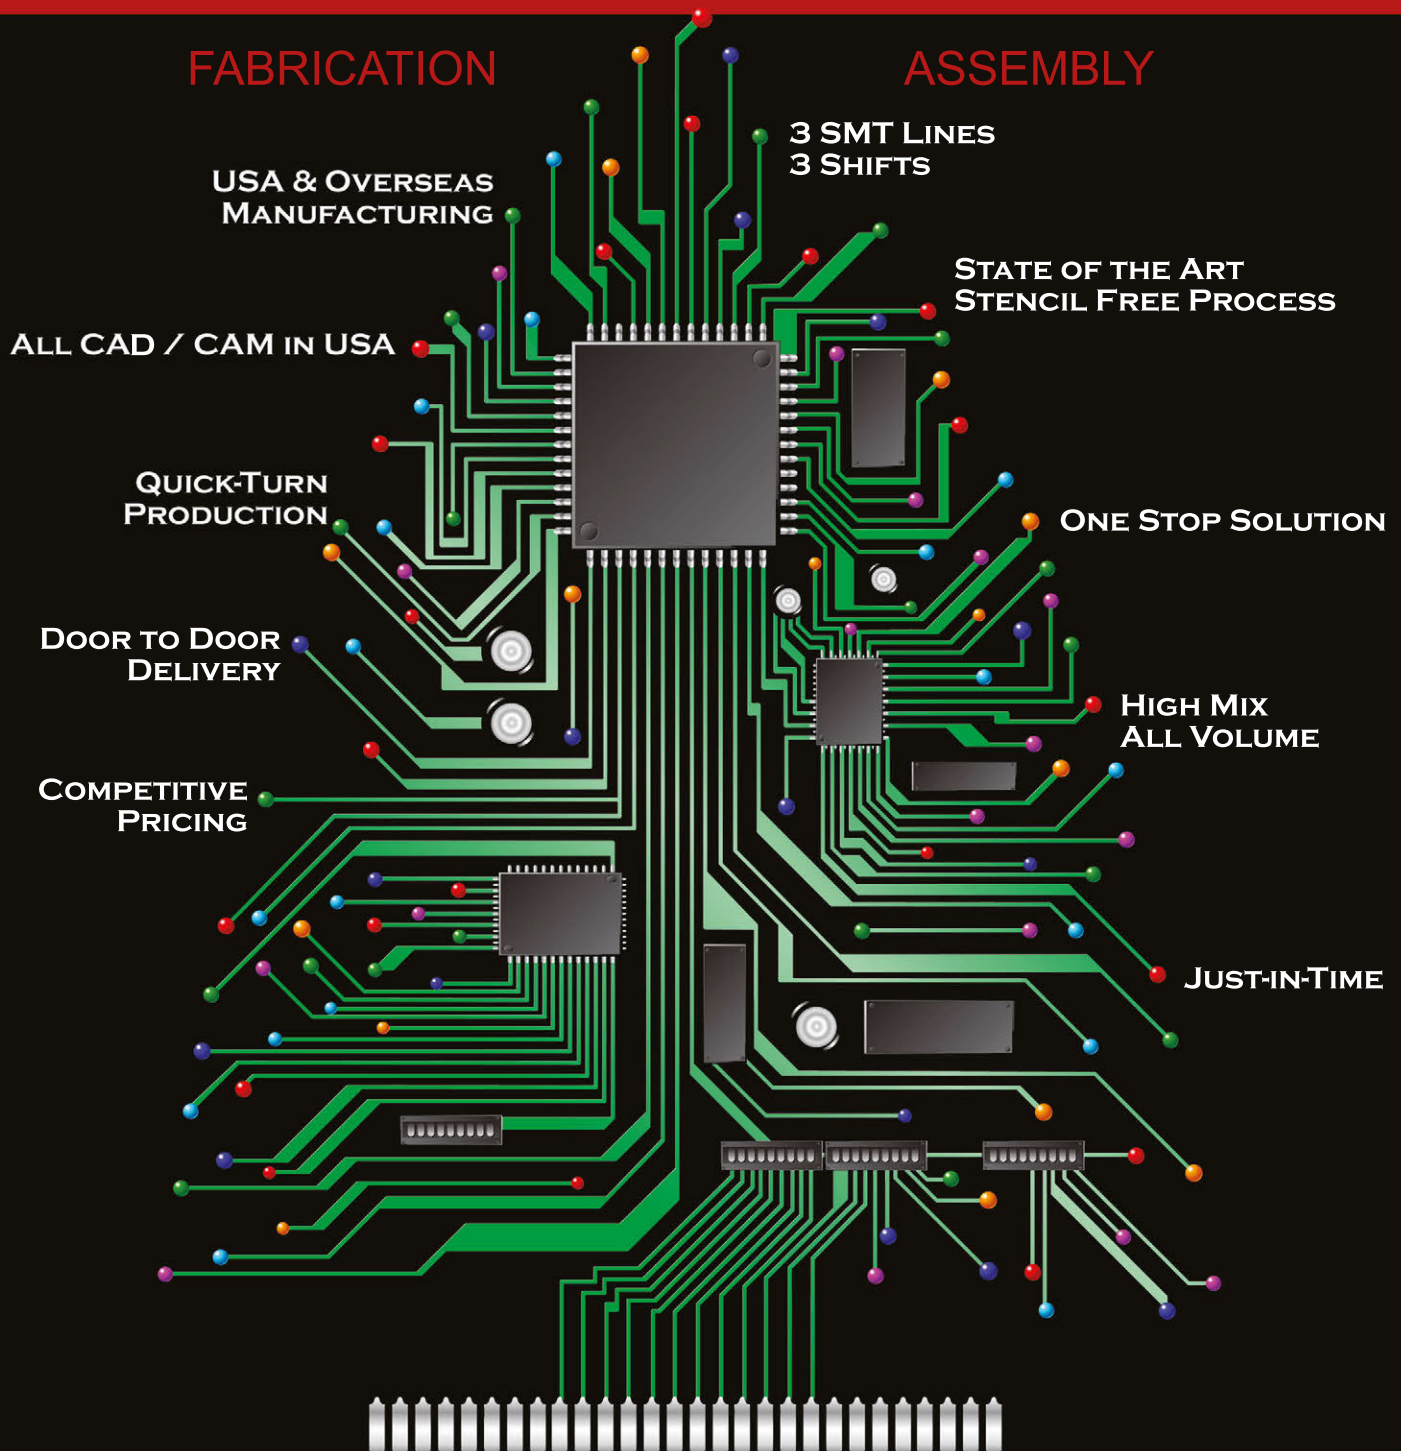 FABRICATION
USA & OVERSEAS
MANUFACTURING
ALL CAD / CAM IN USA
QUICK-TURN
PRODUCTION
DOOR TO DOOR
DELIVERY
COMPETITIVE
PRICING
ASSEMBLY
3 SMT LINES
3 SHIFTS
STATE OF THE ART
STENCIL FREE PROCESS
ONE STOP SOLUTION
HIGH MIX
ALL VOLUME
JUST-IN-TIME